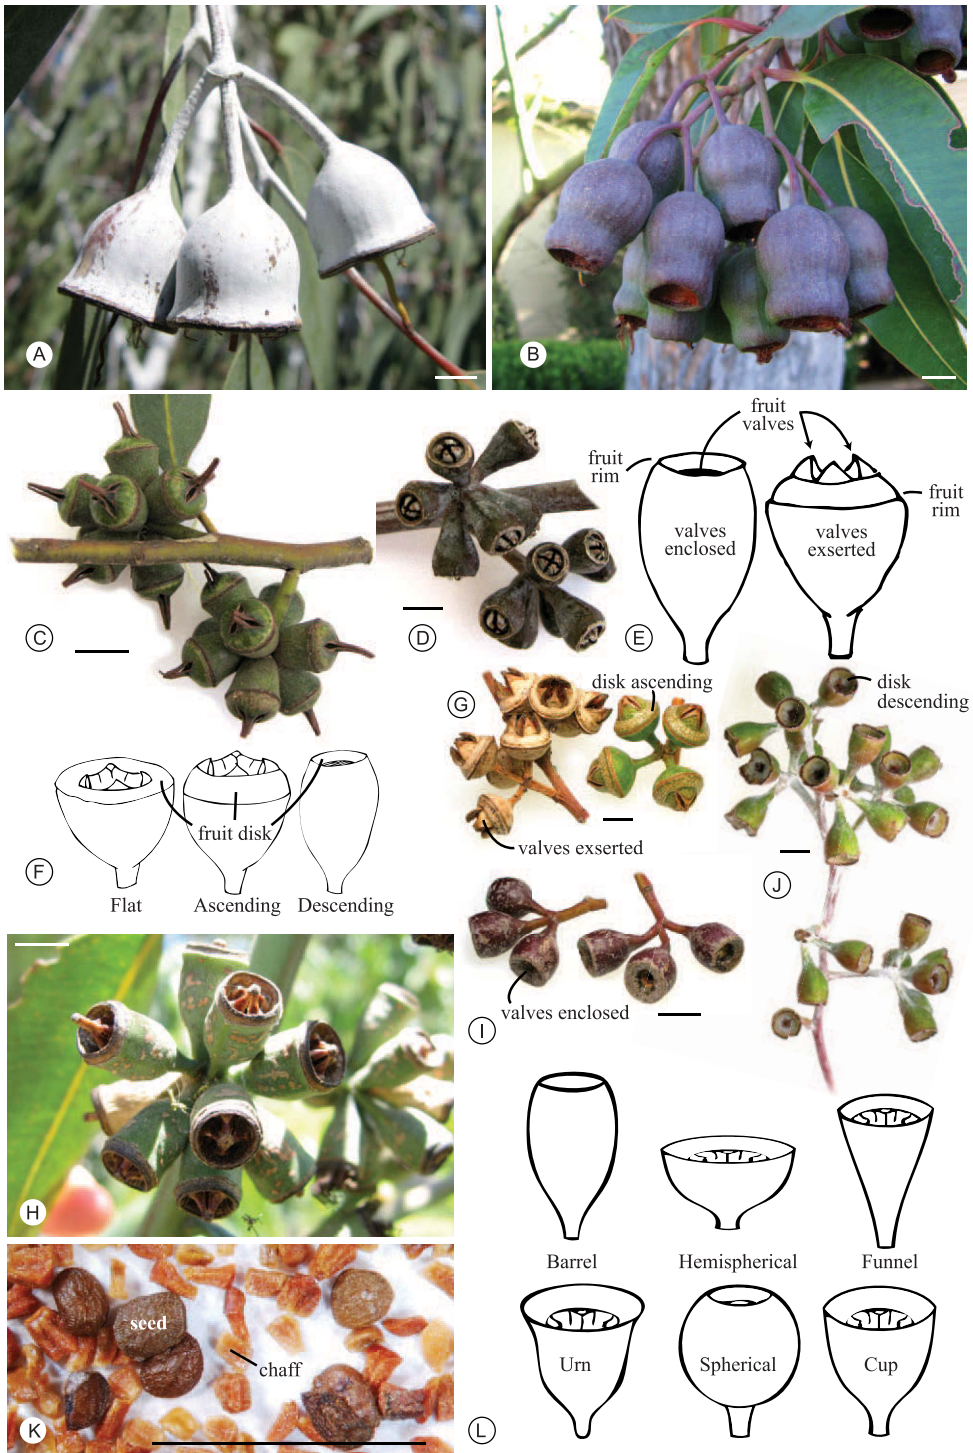 A
B
C
D
fruit
valves
fruit
rim
fruit
rim
valves
enclosed
valves
exserted
E
G
disk ascending
valves exserted
disk
descending
J
fruit disk
F
Flat
Ascending
Descending
valves enclosed
I
H
seed
chaff
K
Barrel
Hemispherical
Funnel
Urn
Spherical
Cup
L